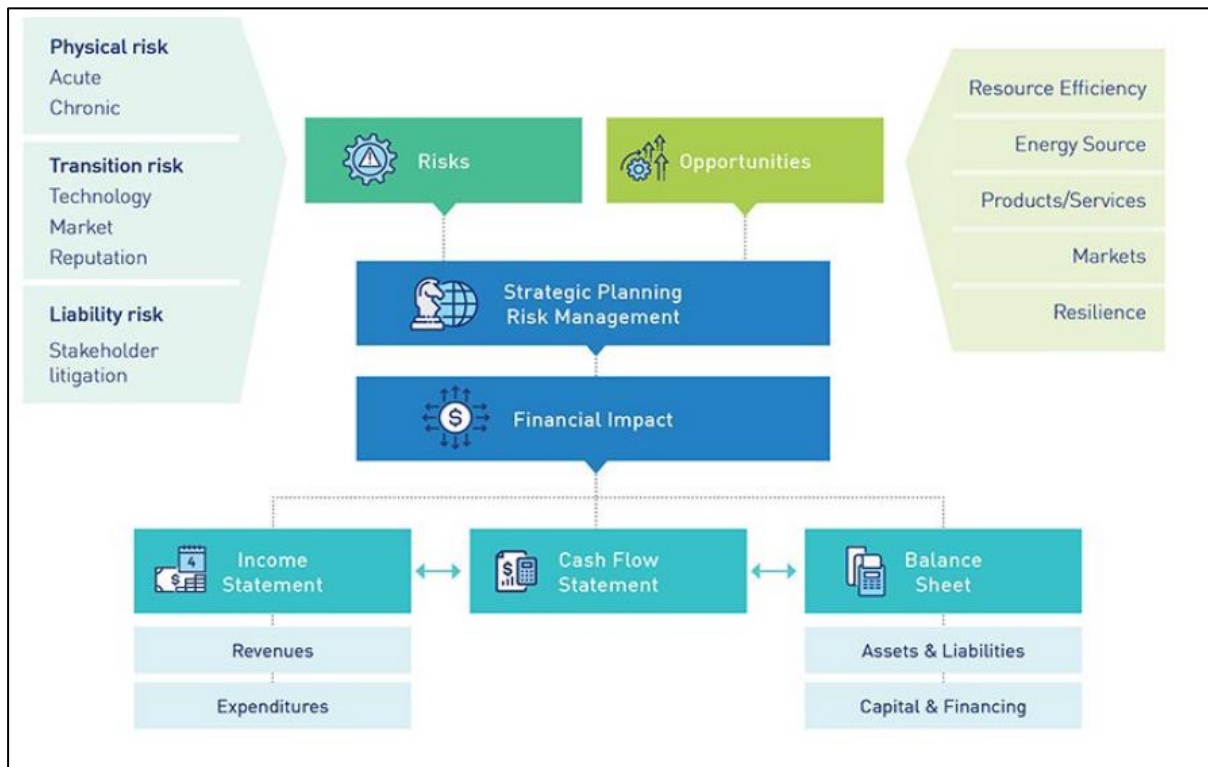 Physical risk
Acute
Chronic
Transition risk
Technology
Market
Reputation
Liability risk
Stakeholder
litigation
Risks
Opportunities
Resource Efficiency
Energy Source
Products/Services
Markets
Resilience
Strategic Planning
Risk Management
$
Financial Impact
4
$
Income
Statement
$
Cash Flow
Statement
Balance
Sheet
Revenues
Expenditures
Assets & Liabilities
Capital & Financing